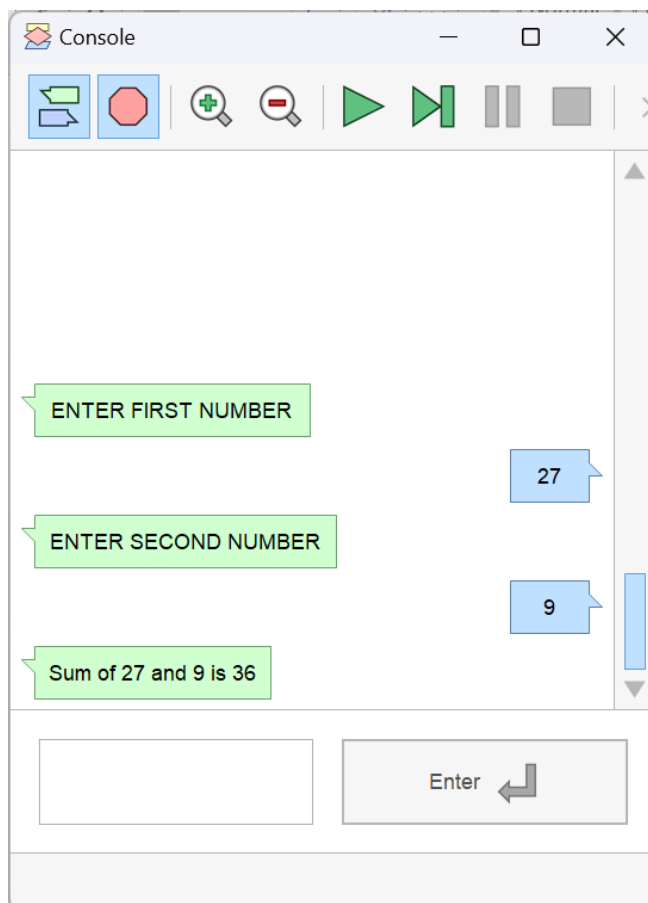 Console
ENTER FIRST NUMBER
27
ENTER SECOND NUMBER
9
Sum of 27 and 9 is 36
Enter